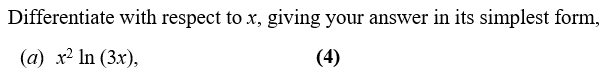 Differentiate with respect to x, giving your answer in its simplest form,
(a) x² ln (3x), (4)